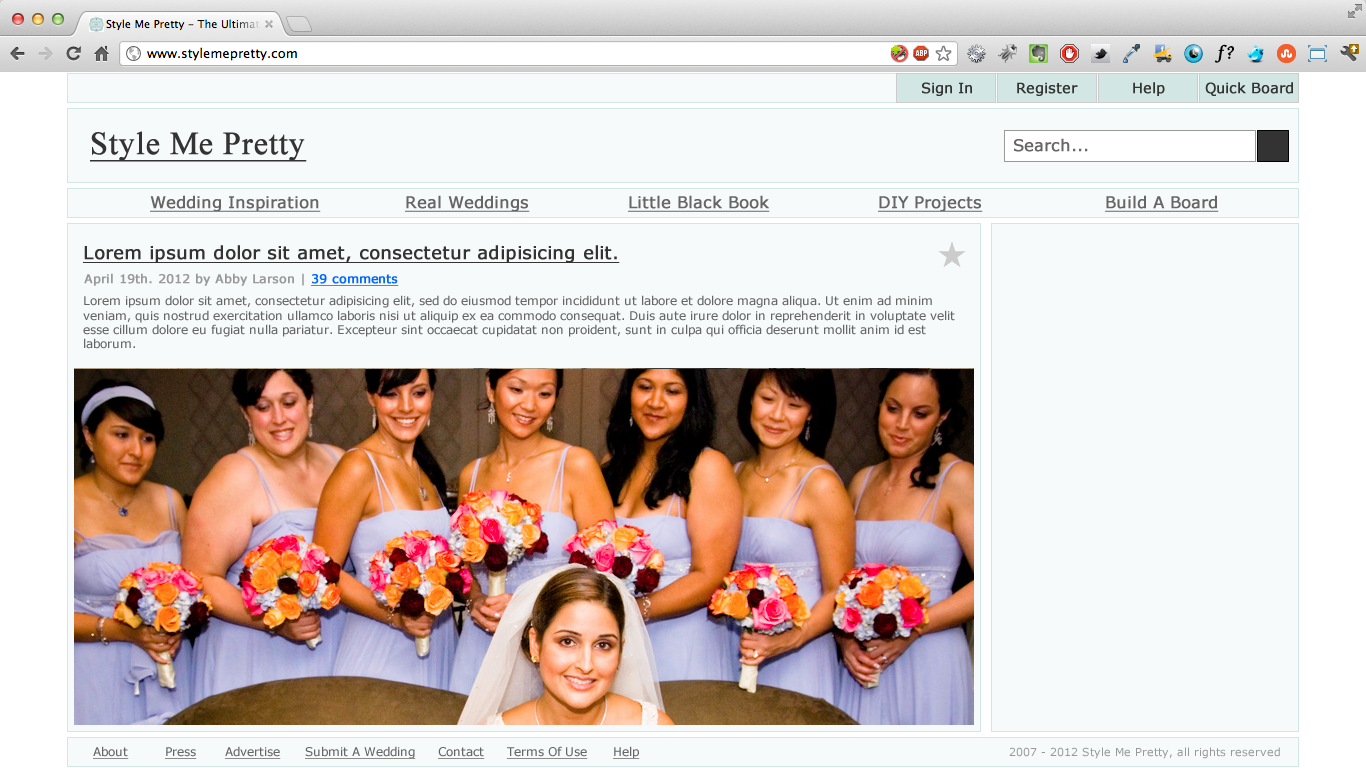 Style Me Pretty – The Ultimat
www.stylemepretty.com
ABP
f?
Sign In Register Help Quick Board
Style Me Pretty
Search...
Wedding Inspiration Real Weddings Little Black Book DIY Projects Build A Board
Lorem ipsum dolor sit amet, consectetur adipisicing elit.
April 19th. 2012 by Abby Larson | 39 comments
Lorem ipsum dolor sit amet, consectetur adipisicing elit, sed do eiusmod tempor incididunt ut labore et dolore magna aliqua. Ut enim ad minim
veniam, quis nostrud exercitation ullamco laboris nisi ut aliquip ex ea commodo consequat. Duis aute irure dolor in reprehenderit in voluptate velit
esse cillum dolore eu fugiat nulla pariatur. Excepteur sint occaecat cupidatat non proident, sunt in culpa qui officia deserunt mollit anim id est
laborum.
About Press Advertise Submit A Wedding Contact Terms Of Use Help
2007 - 2012 Style Me Pretty, all rights reserved